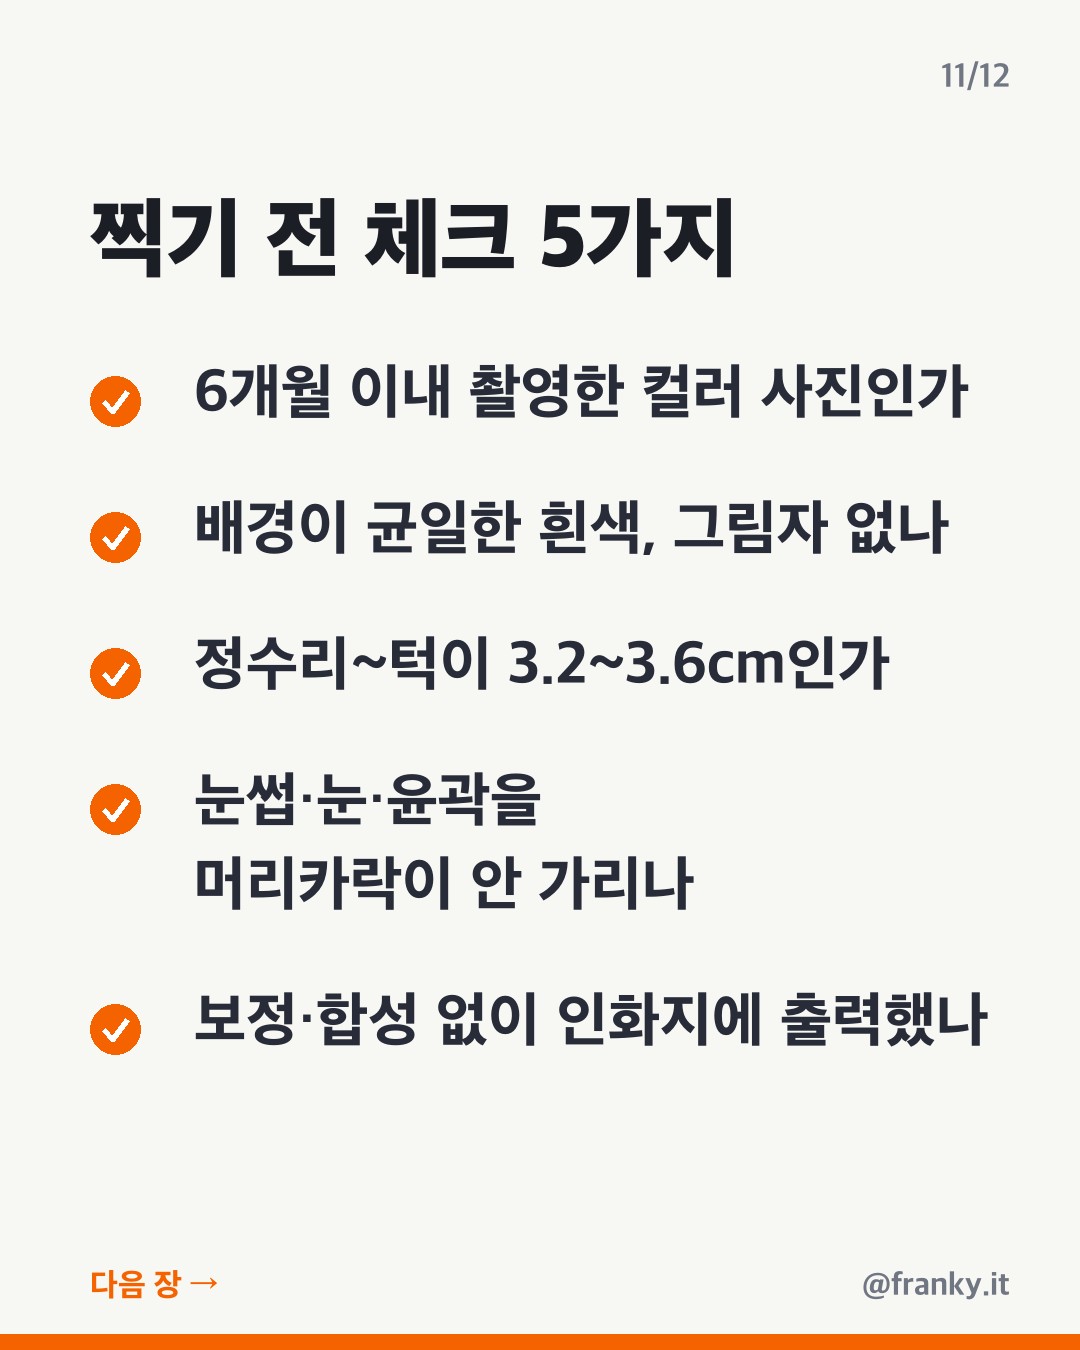 11/12
찍기 전 체크 5가지
6개월 이내 촬영한 컬러 사진인가
배경이 균일한 흰색, 그림자 없나
정수리~턱이 3.2~3.6cm인가
눈썹·눈·윤곽을
머리카락이 안 가리나
보정·합성 없이 인화지에 출력했나
다음 장 →
@franky.it